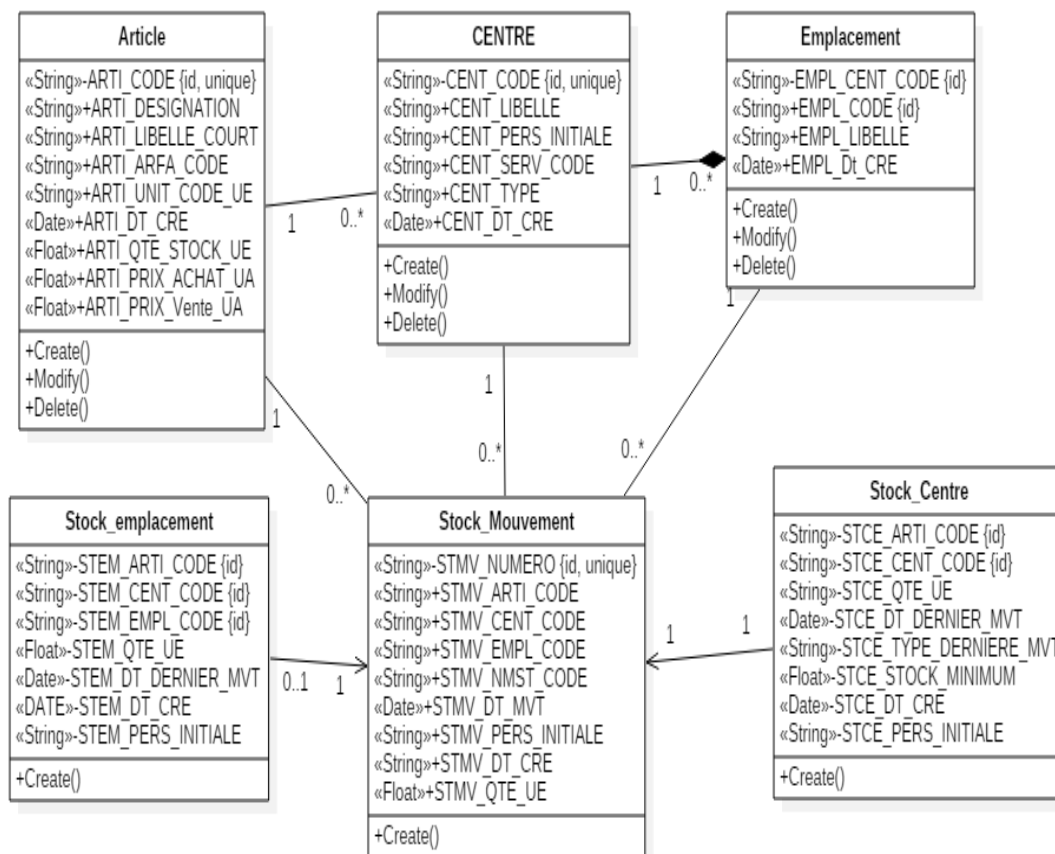 Article
«String»-ARTI_CODE {id, unique}
«String»+ARTI_DESIGNATION
«String»+ARTI_LIBELLE_COURT
«String»+ARTI_ARFA_CODE
«String»+ARTI_UNIT_CODE_UE
«Date»+ARTI_DT_CRE
«Float»+ARTI_QTE_STOCK_UE
«Float»+ARTI_PRIX_ACHAT_UA
«Float»+ARTI_PRIX_Vente_UA
+Create()
+Modify()
+Delete()
1
0..*
CENTRE
«String»-CENT_CODE {id, unique}
«String»+CENT_LIBELLE
«String»+CENT_PERS_INITIALE
«String»+CENT_SERV_CODE
«String»+CENT_TYPE
«Date»+CENT_DT_CRE
+Create()
+Modify()
+Delete()
1
0..*
Emplacement
«String»-EMPL_CENT_CODE {id}
«String»+EMPL_CODE {id}
«String»+EMPL_LIBELLE
«Date»+EMPL_Dt_CRE
+Create()
+Modify()
+Delete()
1
0..*
1
0..*
1
0..*
Stock_emplacement
«String»-STEM_ARTI_CODE {id}
«String»-STEM_CENT_CODE {id}
«String»-STEM_EMPL_CODE {id}
«Float»-STEM_QTE_UE
«Date»-STEM_DT_DERNIER_MVT
«DATE»-STEM_DT_CRE
«String»-STEM_PERS_INITIALE
+Create()
0..1
1
Stock_Mouvement
«String»-STMV_NUMERO {id, unique}
«String»+STMV_ARTI_CODE
«String»+STMV_CENT_CODE
«String»+STMV_EMPL_CODE
«String»+STMV_NMST_CODE
«Date»+STMV_DT_MVT
«String»+STMV_PERS_INITIALE
«String»+STMV_DT_CRE
«Float»+STMV_QTE_UE
+Create()
1
1
Stock_Centre
«String»-STCE_ARTI_CODE {id}
«String»-STCE_CENT_CODE {id}
«String»-STCE_QTE_UE
«Date»-STCE_DT_DERNIER_MVT
«String»-STCE_TYPE_DERNIERE_MVT
«Float»-STCE_STOCK_MINIMUM
«Date»-STCE_DT_CRE
«String»-STCE_PERS_INITIALE
+Create()